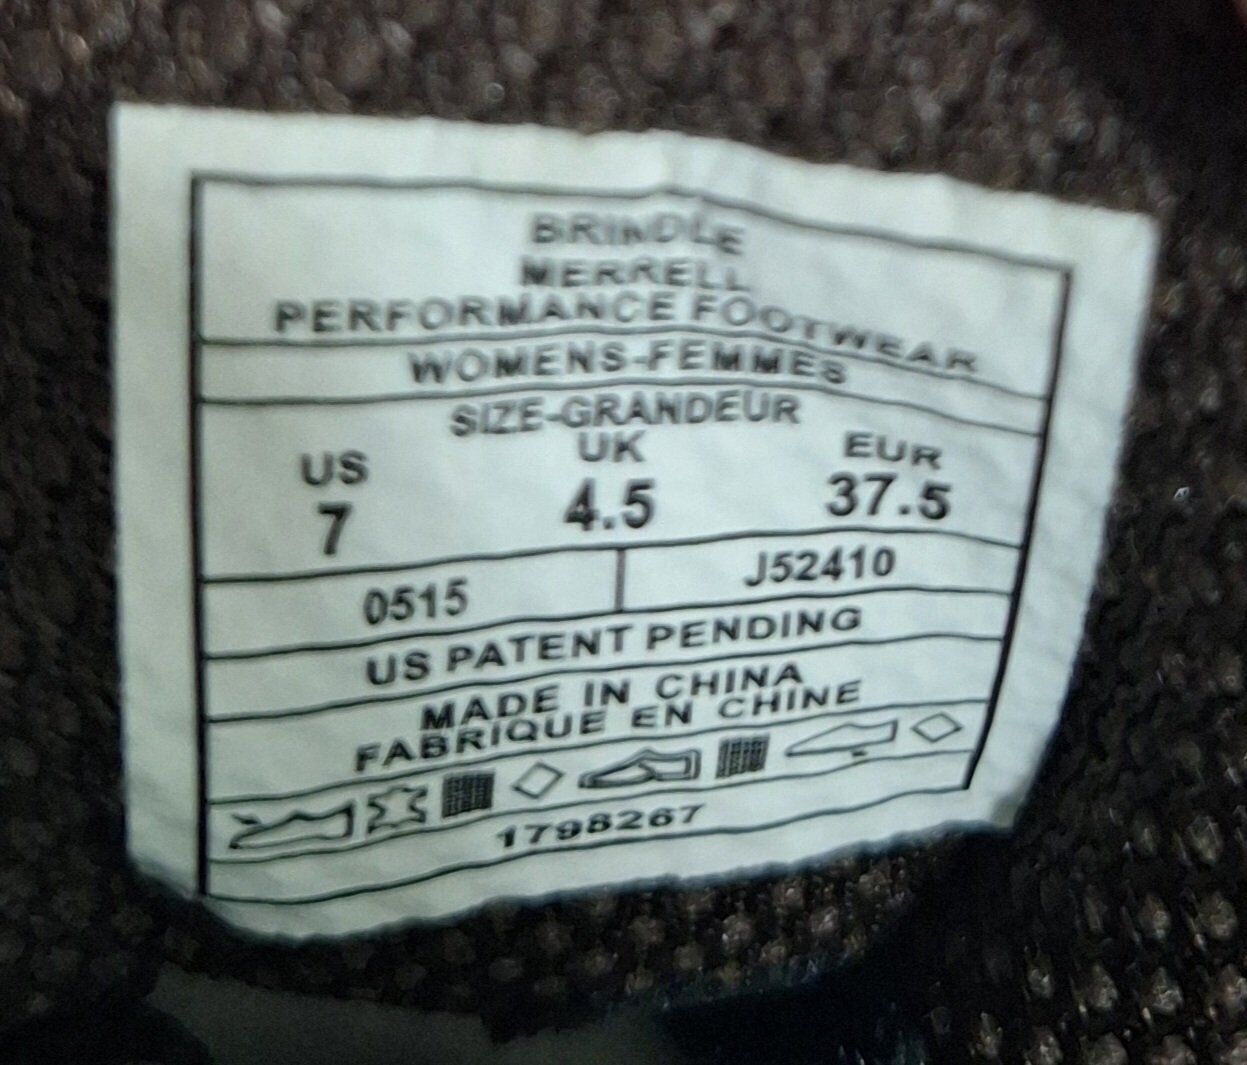 BRINDLE
MERRELL
PERFORMANCE FOOTWEAR
WOMENS-FEMMES
SIZE-GRANDEUR
US UK EUR
7 4.5 37.5
0515 J52410
US PATENT PENDING
MADE IN CHINA
FABRIQUE EN CHINE
1798267